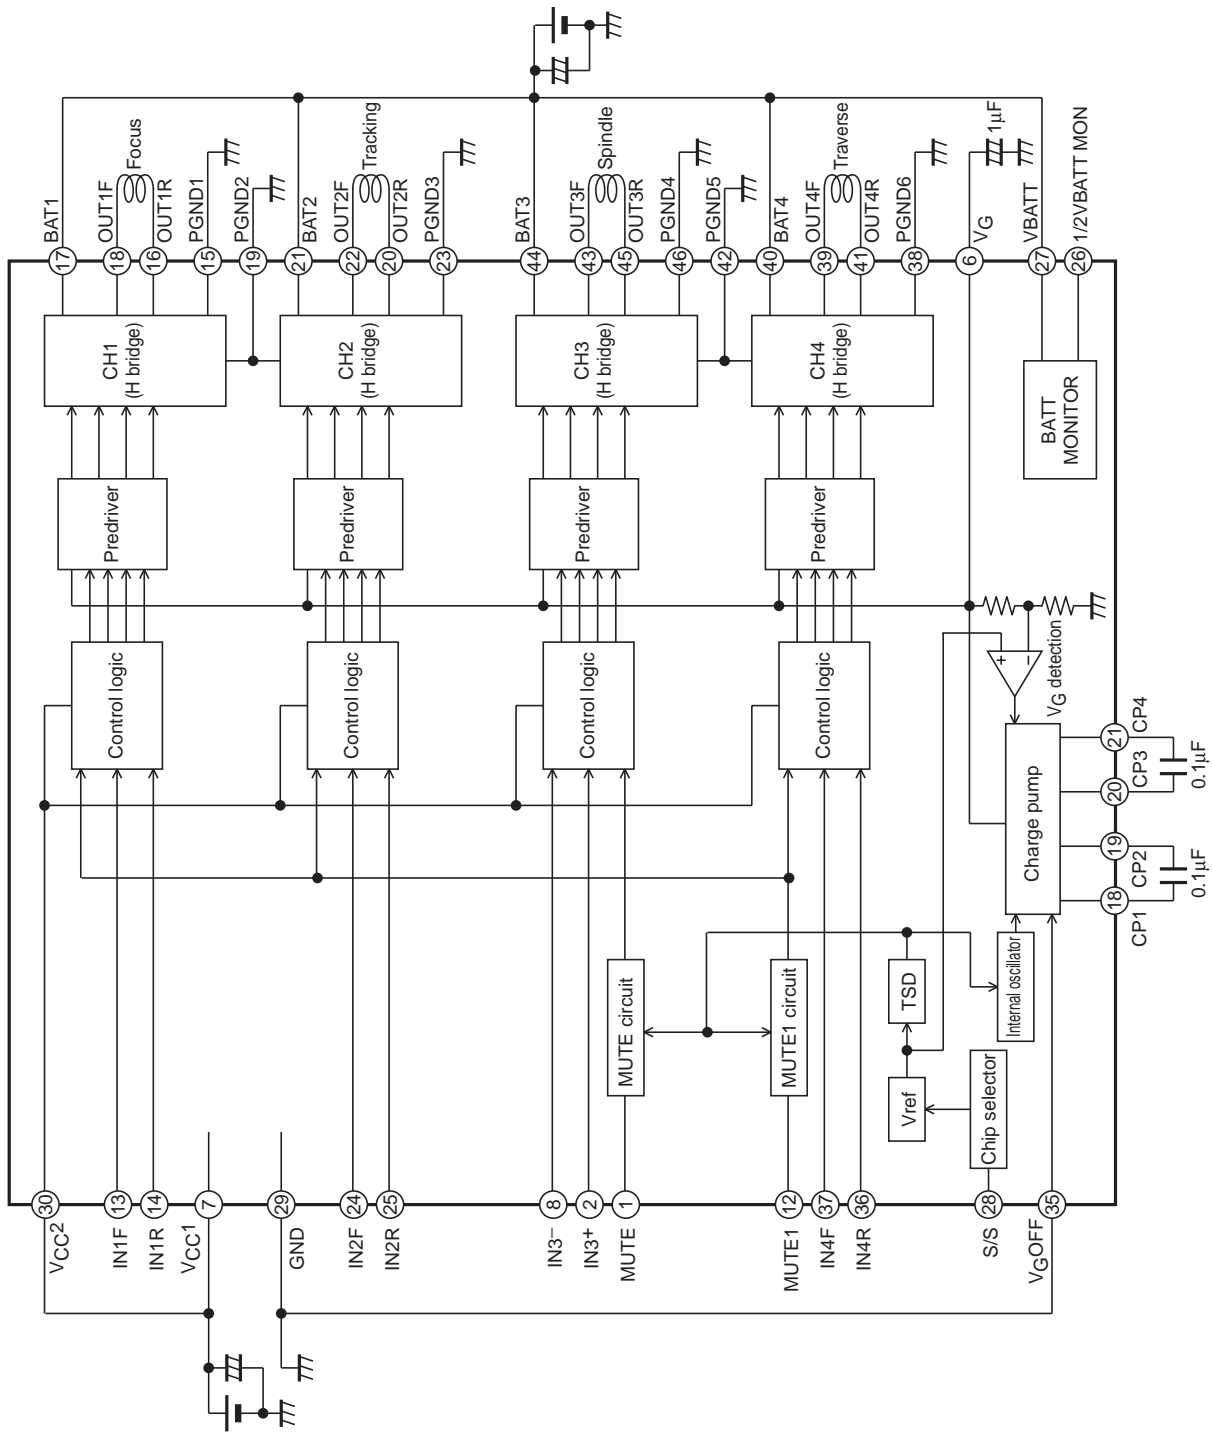 BAT1
OUT1F
Focus
OUT1R
PGND1
PGND2
BAT2
OUT2F
Tracking
OUT2R
PGND3
BAT3
OUT3F
Spindle
OUT3R
PGND4
PGND5
BAT4
OUT4F
Traverse
OUT4R
PGND6
VG
1µF
VBATT
1/2VBATT MON
17
18
16
15
19
21
22
20
23
44
43
45
46
42
40
39
41
38
6
27
26
CH1
(H bridge)
CH2
(H bridge)
CH3
(H bridge)
CH4
(H bridge)
BATT
MONITOR
Predriver
Predriver
Predriver
Predriver
Control logic
Control logic
Control logic
Control logic
+
−
VG detection
Charge pump
21
CP4
20
CP3
0.1µF
19
CP2
18
CP1
0.1µF
MUTE circuit
MUTE1 circuit
TSD
Internal oscillator
Vref
Chip selector
30
13
14
7
29
24
25
8
2
1
12
37
36
28
35
VCC2
IN1F
IN1R
VCC1
GND
IN2F
IN2R
IN3−
IN3+
MUTE
MUTE1
IN4F
IN4R
S/S
VGOFF